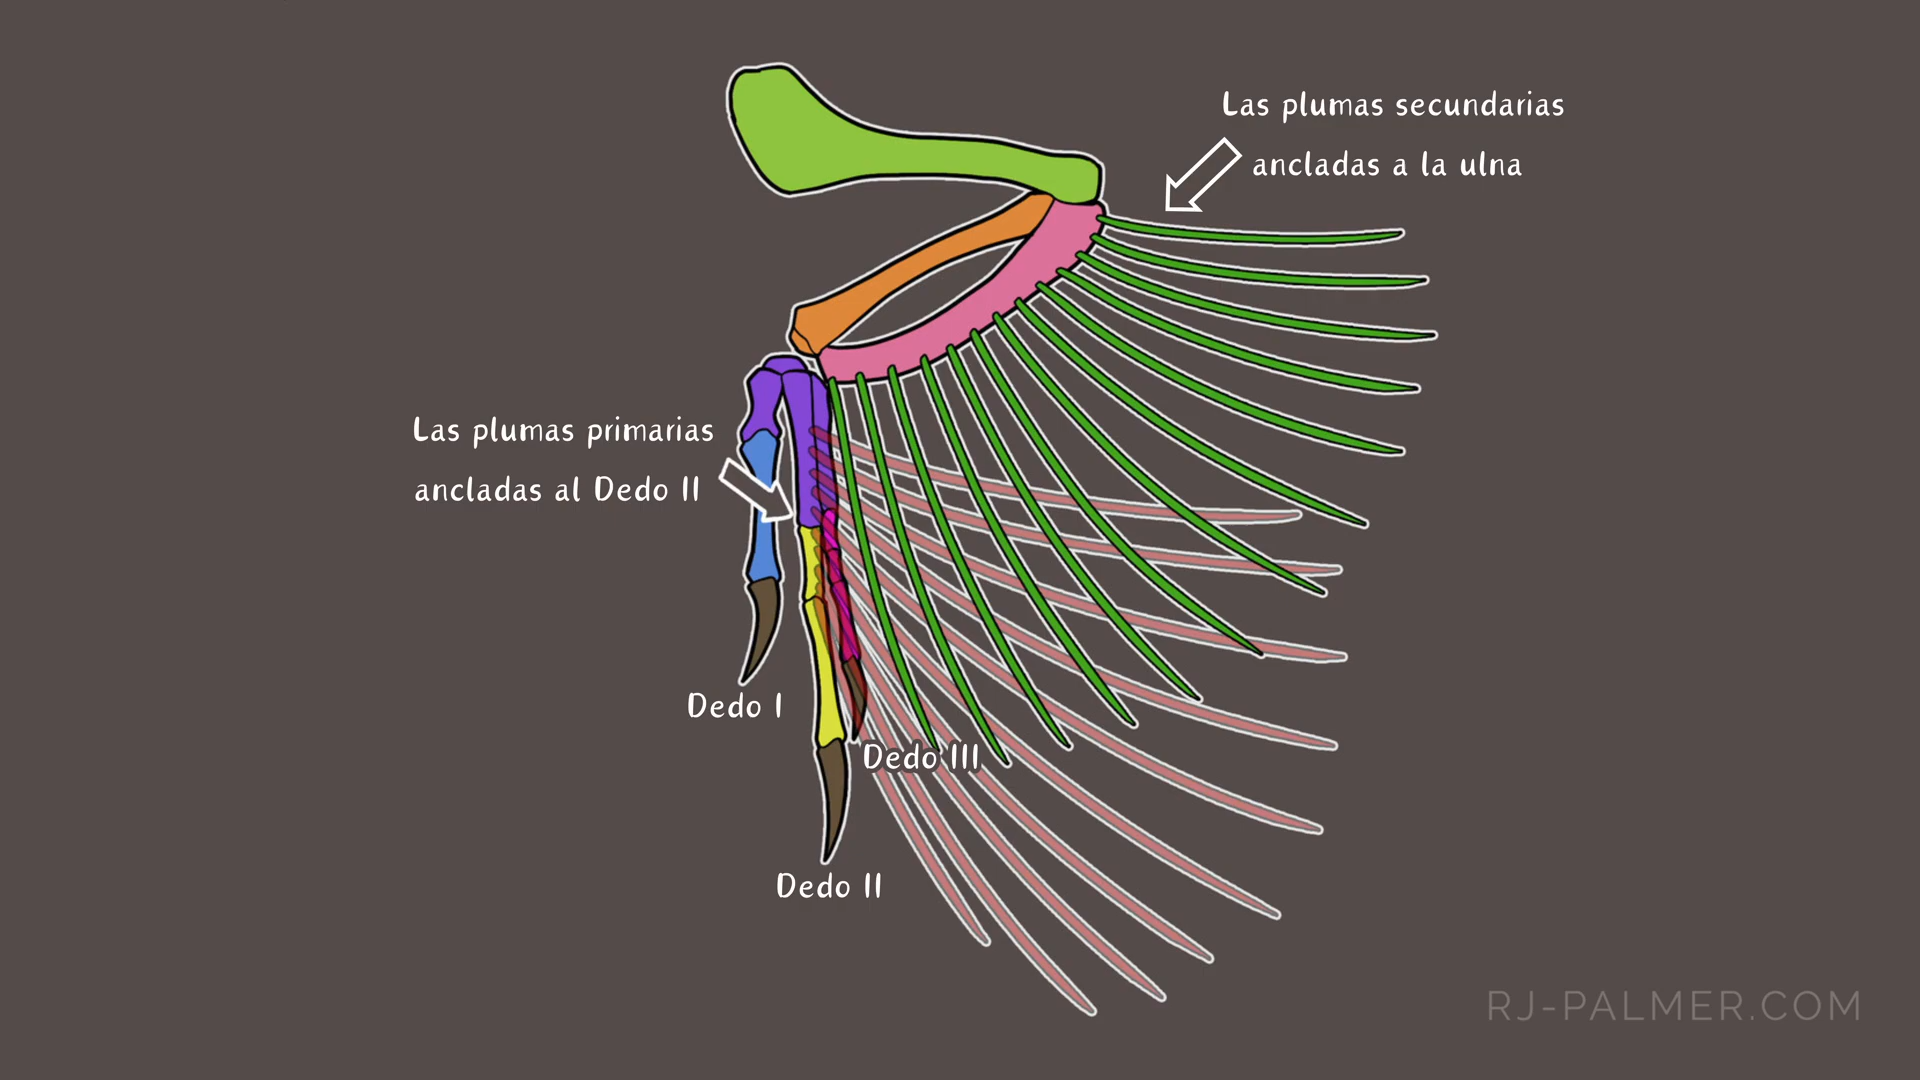 Las plumas secundarias
ancladas a la ulna
Las plumas primarias
ancladas al Dedo II
Dedo I
Dedo III
Dedo II
RJ-PALMER.COM